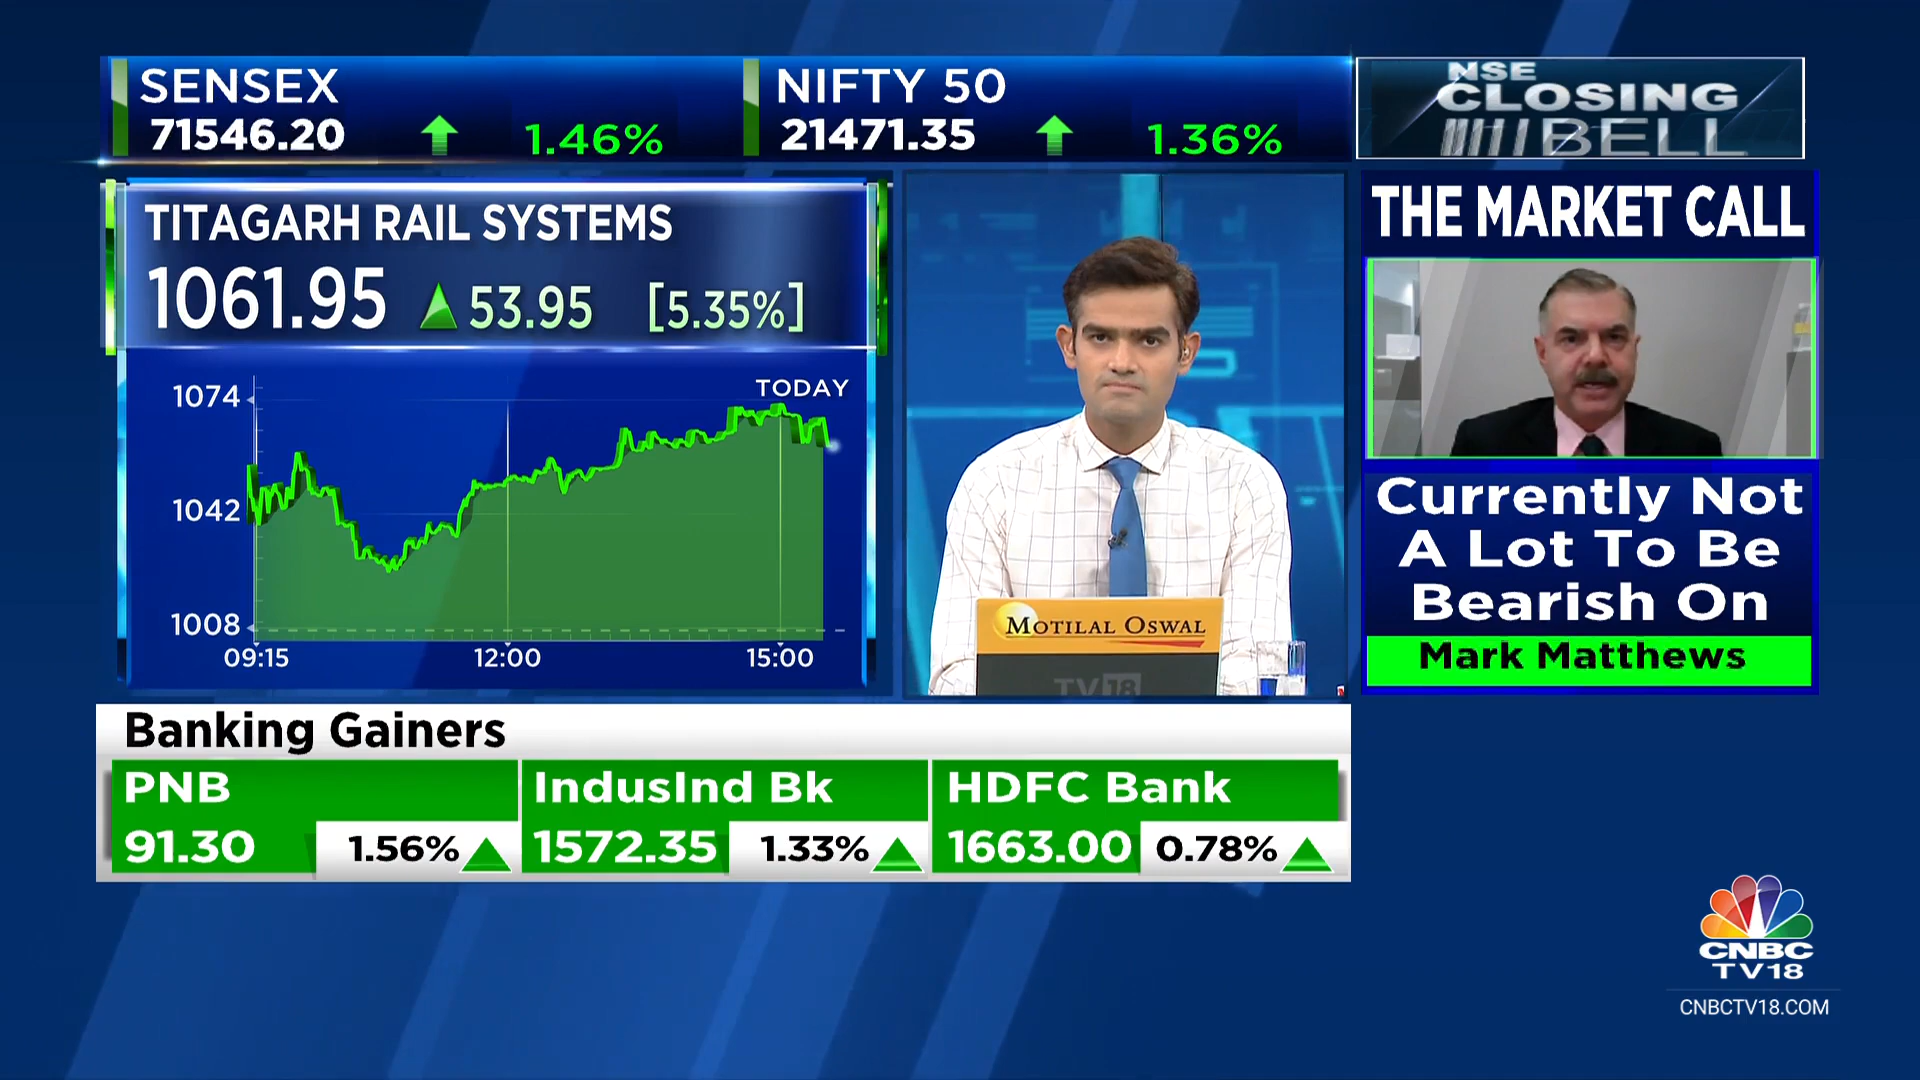 SENSEX
71546.20 1.46%
NIFTY 50
21471.35 1.36%
NSE
CLOSING
BELL
TITAGARH RAIL SYSTEMS
1061.95 53.95 [5.35%]
TODAY
1074
1042
1008
09:15 12:00 15:00
MOTILAL OSWAL
TV18
THE MARKET CALL
Currently Not
A Lot To Be
Bearish On
Mark Matthews
Banking Gainers
PNB
91.30 1.56%
IndusInd Bk
1572.35 1.33%
HDFC Bank
1663.00 0.78%
CNBC
TV18
CNBCTV18.COM